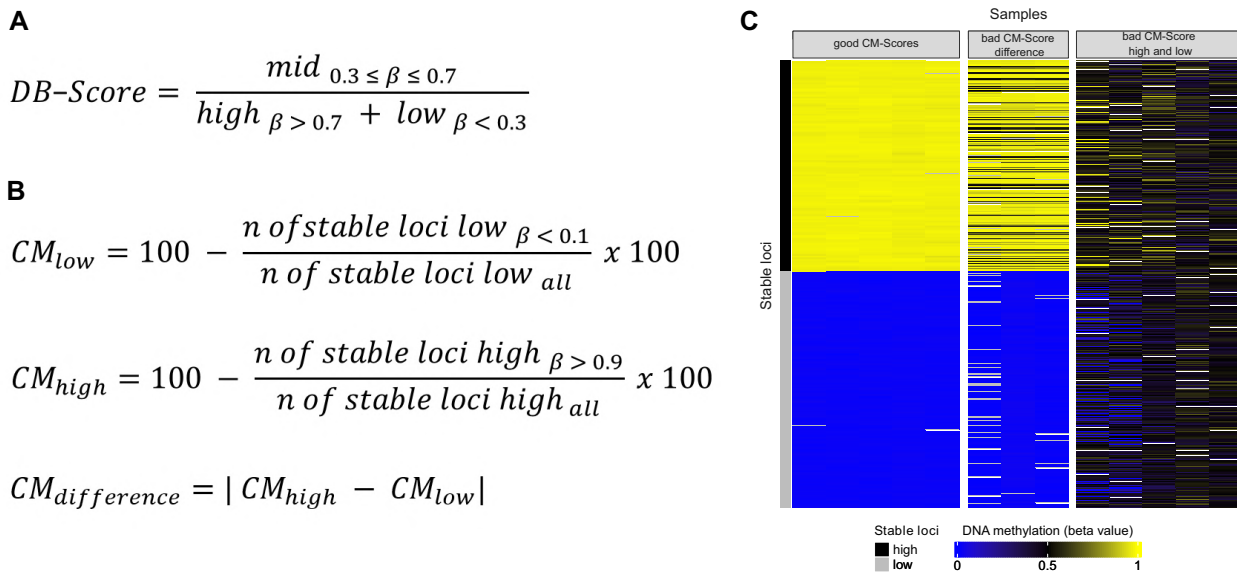 A
DB–Score = mid 0.3 ≤ β ≤ 0.7 / high β > 0.7 + low β < 0.3
B
CM low = 100 − n ofstable loci low β < 0.1 / n of stable loci low all x 100
CM high = 100 − n of stable loci high β > 0.9 / n of stable loci high all x 100
CM difference = | CM high − CM low|
C
Samples
good CM-Scores
bad CM-Score
difference
bad CM-Score
high and low
Stable loci
Stable loci
high
low
DNA methylation (beta value)
0 0.5 1